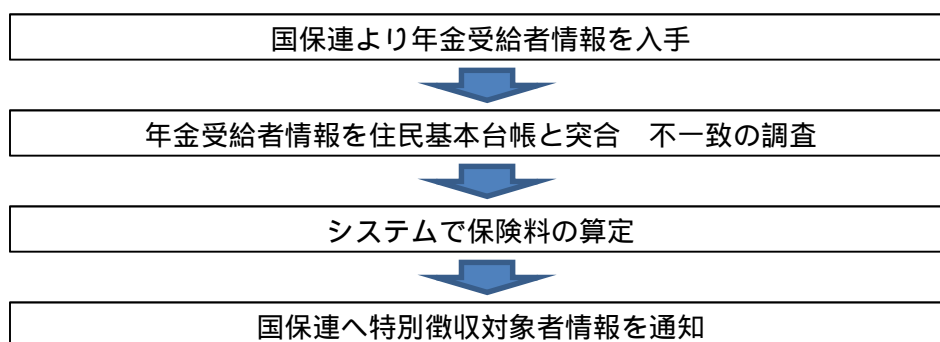 国保連より年金受給者情報を入手
年金受給者情報を住民基本台帳と突合　不一致の調査
システムで保険料の算定
国保連へ特別徴収対象者情報を通知